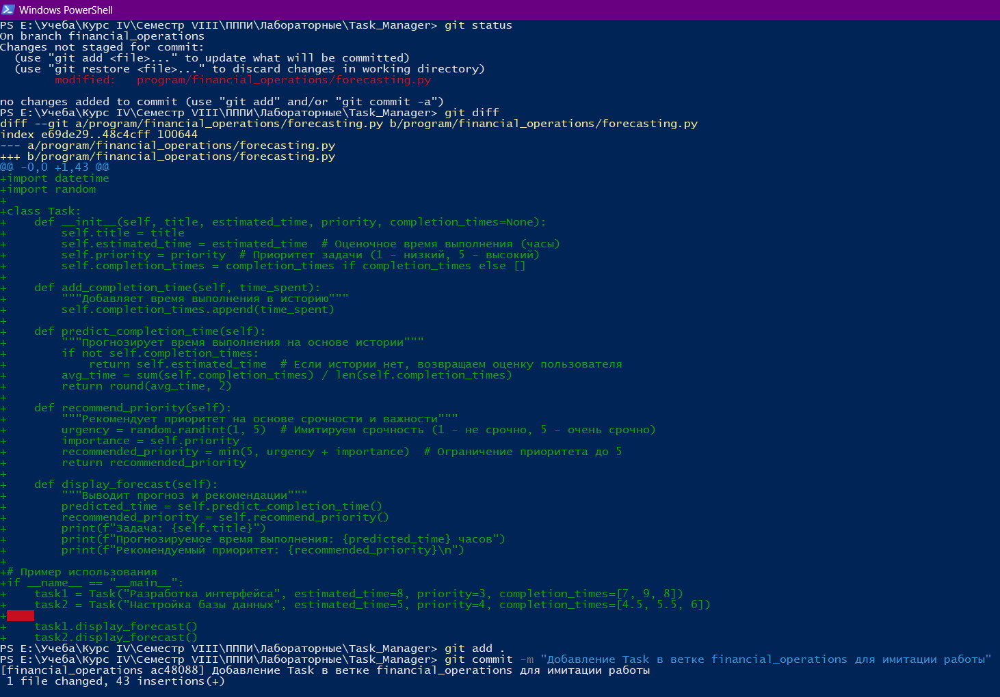 Windows PowerShell
PS E:\Учеба\Курс IV\Семестр VIII\ПППИ\Лабораторные\Task_Manager> git status
On branch financial_operations
Changes not staged for commit:
  (use "git add <file>..." to update what will be committed)
  (use "git restore <file>..." to discard changes in working directory)
        modified:   program/financial_operations/forecasting.py

no changes added to commit (use "git add" and/or "git commit -a")
PS E:\Учеба\Курс IV\Семестр VIII\ПППИ\Лабораторные\Task_Manager> git diff
diff --git a/program/financial_operations/forecasting.py b/program/financial_operations/forecasting.py
index e69de29..48c4cff 100644
--- a/program/financial_operations/forecasting.py
+++ b/program/financial_operations/forecasting.py
@@ -0,0 +1,43 @@
+import datetime
+import random
+
+class Task:
+    def __init__(self, title, estimated_time, priority, completion_times=None):
+        self.title = title
+        self.estimated_time = estimated_time  # Оценочное время выполнения (часы)
+        self.priority = priority  # Приоритет задачи (1 - низкий, 5 - высокий)
+        self.completion_times = completion_times if completion_times else []
+
+    def add_completion_time(self, time_spent):
+        """Добавляет время выполнения в историю"""
+        self.completion_times.append(time_spent)
+
+    def predict_completion_time(self):
+        """Прогнозирует время выполнения на основе истории"""
+        if not self.completion_times:
+            return self.estimated_time  # Если истории нет, возвращаем оценку пользователя
+        avg_time = sum(self.completion_times) / len(self.completion_times)
+        return round(avg_time, 2)
+
+    def recommend_priority(self):
+        """Рекомендует приоритет на основе срочности и важности"""
+        urgency = random.randint(1, 5)  # Имитируем срочность (1 - не срочно, 5 - очень срочно)
+        importance = self.priority
+        recommended_priority = min(5, urgency + importance)  # Ограничение приоритета до 5
+        return recommended_priority
+
+    def display_forecast(self):
+        """Выводит прогноз и рекомендации"""
+        predicted_time = self.predict_completion_time()
+        recommended_priority = self.recommend_priority()
+        print(f"Задача: {self.title}")
+        print(f"Прогнозируемое время выполнения: {predicted_time} часов")
+        print(f"Рекомендуемый приоритет: {recommended_priority}\n")
+
+# Пример использования
+if __name__ == "__main__":
+    task1 = Task("Разработка интерфейса", estimated_time=8, priority=3, completion_times=[7, 9, 8])
+    task2 = Task("Настройка базы данных", estimated_time=5, priority=4, completion_times=[4.5, 5.5, 6])
+
+    task1.display_forecast()
+    task2.display_forecast()
PS E:\Учеба\Курс IV\Семестр VIII\ПППИ\Лабораторные\Task_Manager> git add .
PS E:\Учеба\Курс IV\Семестр VIII\ПППИ\Лабораторные\Task_Manager> git commit -m "Добавление Task в ветке financial_operations для имитации работы"
[financial_operations ac48088] Добавление Task в ветке financial_operations для имитации работы
 1 file changed, 43 insertions(+)